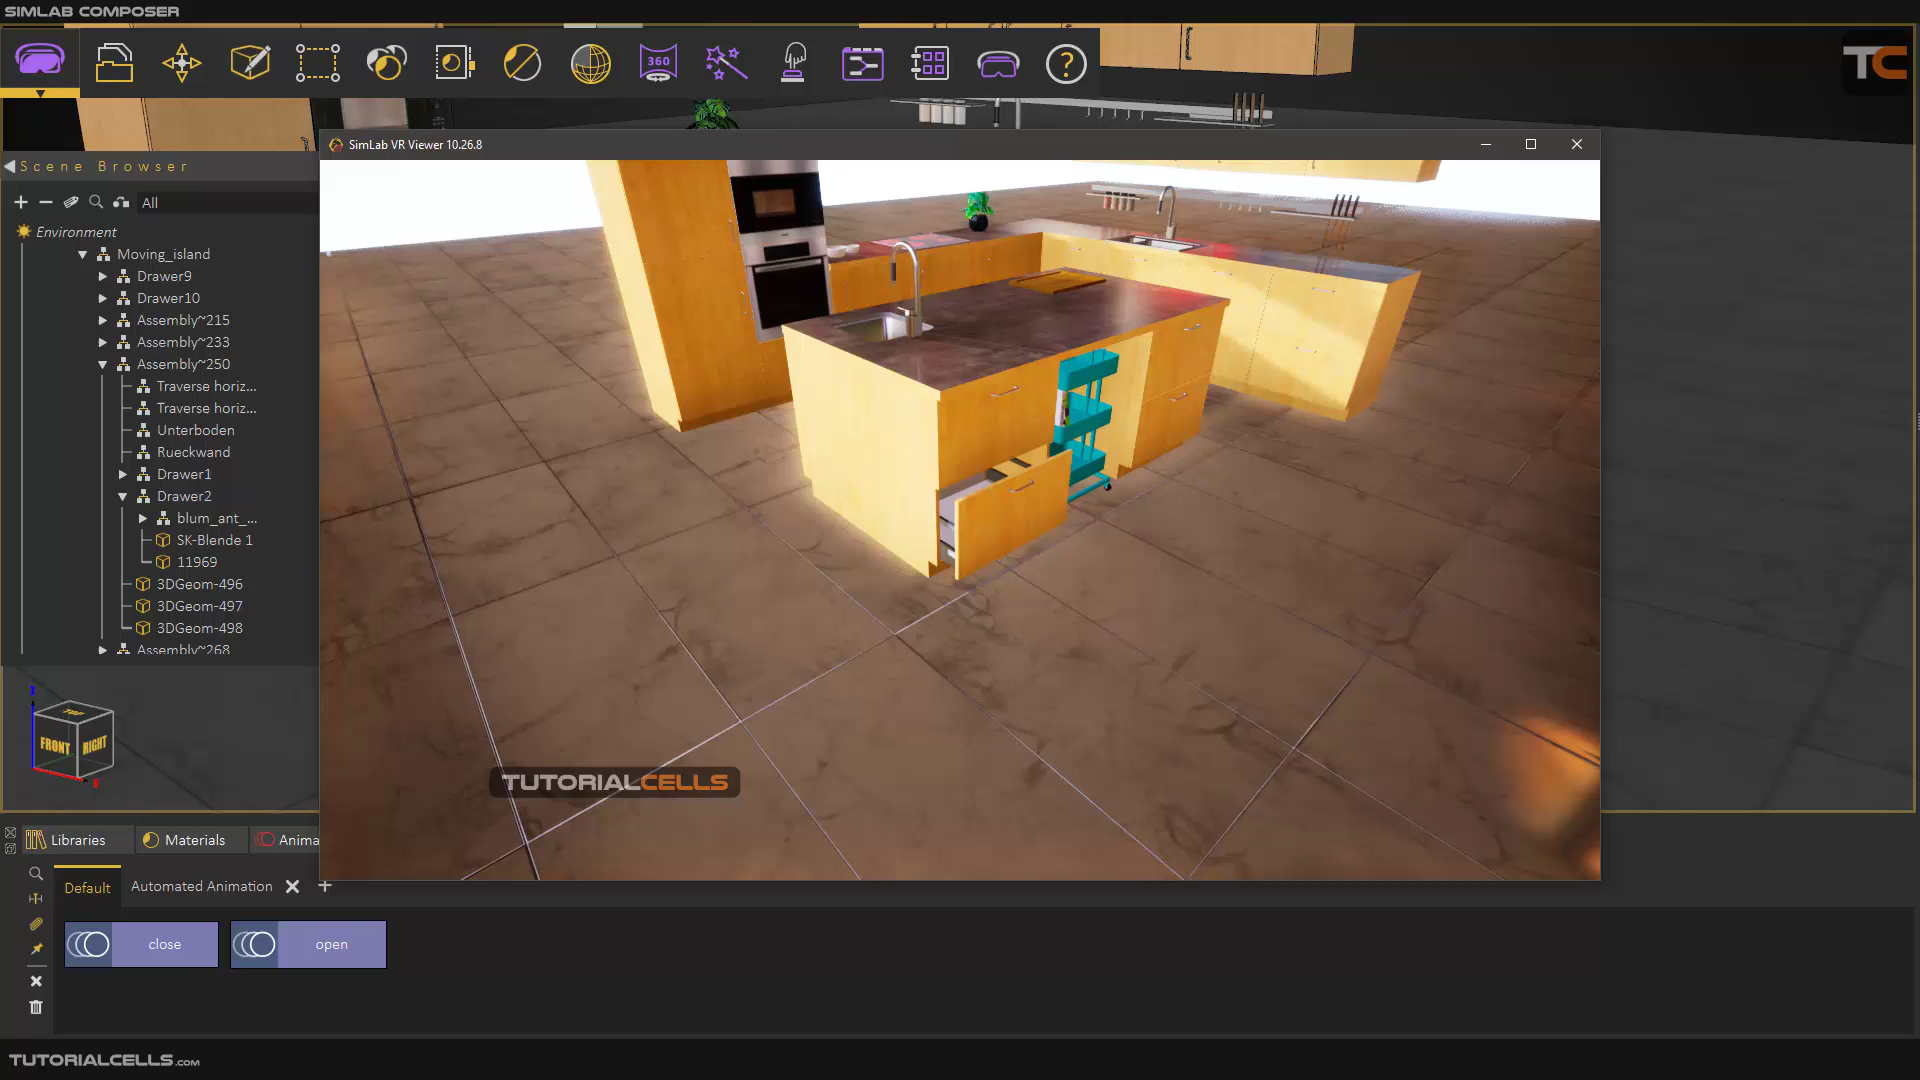 SIMLAB COMPOSER
360
?
TC
SimLab VR Viewer 10.26.8
Scene Browser
All
Environment
Moving_island
Drawer9
Drawer10
Assembly~215
Assembly~233
Assembly~250
Traverse horiz...
Traverse horiz...
Unterboden
Rueckwand
Drawer1
Drawer2
blum_ant_...
SK-Blende 1
11969
3DGeom-496
3DGeom-497
3DGeom-498
Assembly~268
TOP
FRONT
RIGHT
TUTORIALCELLS
Libraries
Materials
Anima
Default
Automated Animation
close
open
TUTORIALCELLS.COM